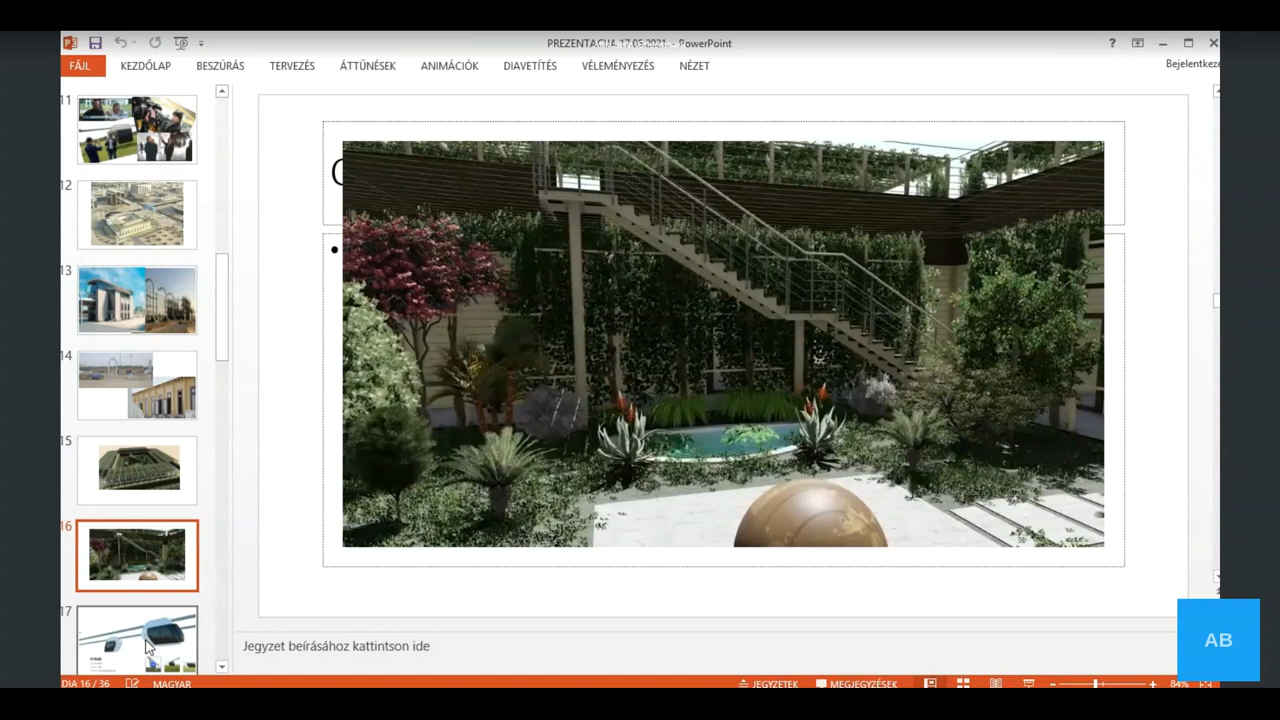 PREZENTACIJA 17.05.2021. - PowerPoint
?
FÁJL KEZDŐLAP BESZÚRÁS TERVEZÉS ÁTTŰNÉSEK ANIMÁCIÓK DIAVETÍTÉS VÉLEMÉNYEZÉS NÉZET
Bejelentkezé
11
12
13
14
15
16
17
Jegyzet beírásához kattintson ide
AB
DIA 16 / 36 MAGYAR JEGYZETEK MEGJEGYZÉSEK 84%